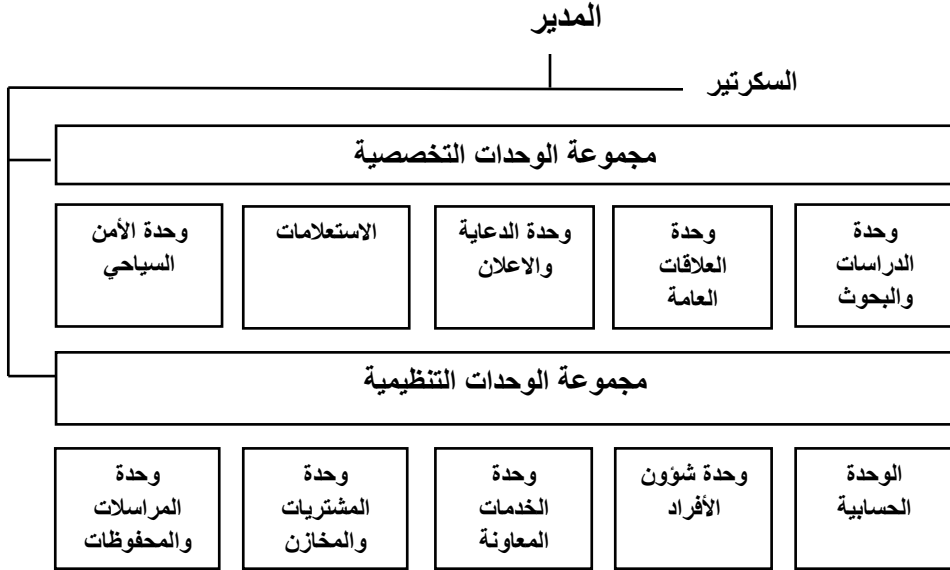 المدير
السكرتير
مجموعة الوحدات التخصصية
وحدة
الدراسات
والبحوث
وحدة
العلاقات
العامة
وحدة الدعاية
والاعلان
الاستعلامات
وحدة الأمن
السياحي
مجموعة الوحدات التنظيمية
الوحدة
الحسابية
وحدة شؤون
الأفراد
وحدة
الخدمات
المعاونة
وحدة
المشتريات
والمخازن
وحدة
المراسلات
والمحفوظات